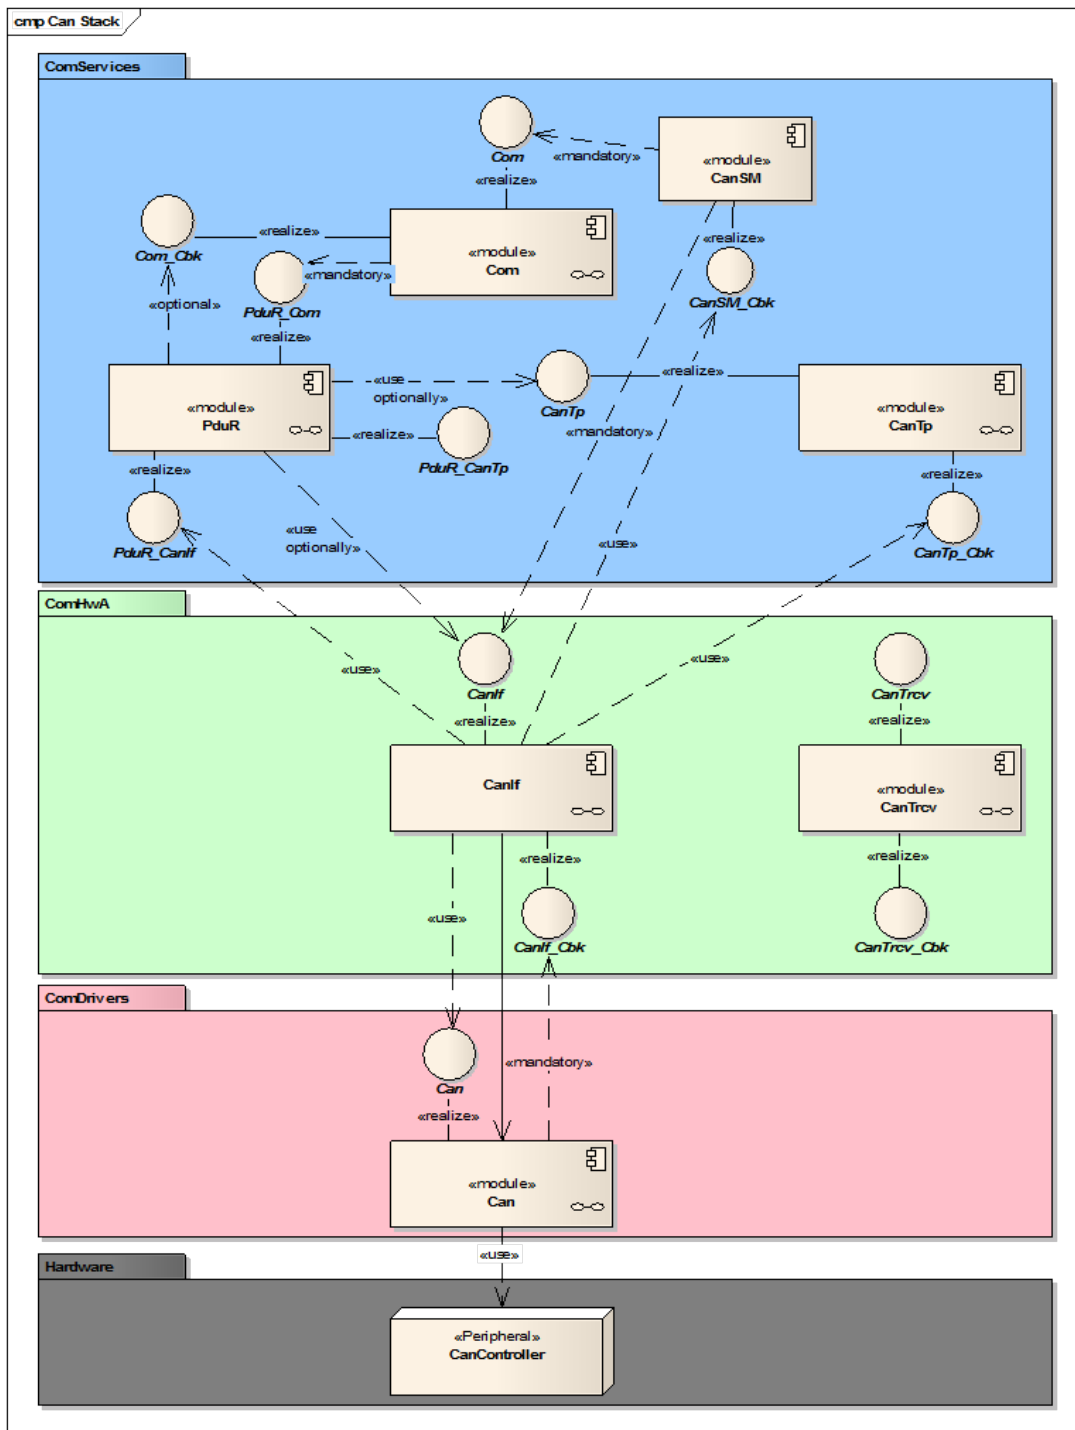 cmp Can Stack
ComServices
Com
«mandatory»
«module»
CanSM
«realize»
Com_Cbk
«realize»
«module»
Com
«mandatory»
PduR_Com
«realize»
CanSM_Cbk
«optional»
«realize»
«module»
PduR
«use
optionally»
CanTp
«realize»
«module»
CanTp
«realize»
PduR_CanTp
«mandatory»
«realize»
PduR_CanIf
«use
optionally»
«use»
«realize»
CanTp_Cbk
ComHwA
«use»
CanIf
«realize»
«use»
CanTrcv
«realize»
CanIf
«module»
CanTrcv
«realize»
CanIf_Cbk
«use»
«realize»
CanTrcv_Cbk
ComDrivers
Can
«realize»
«mandatory»
«module»
Can
«use»
Hardware
«Peripheral»
CanController